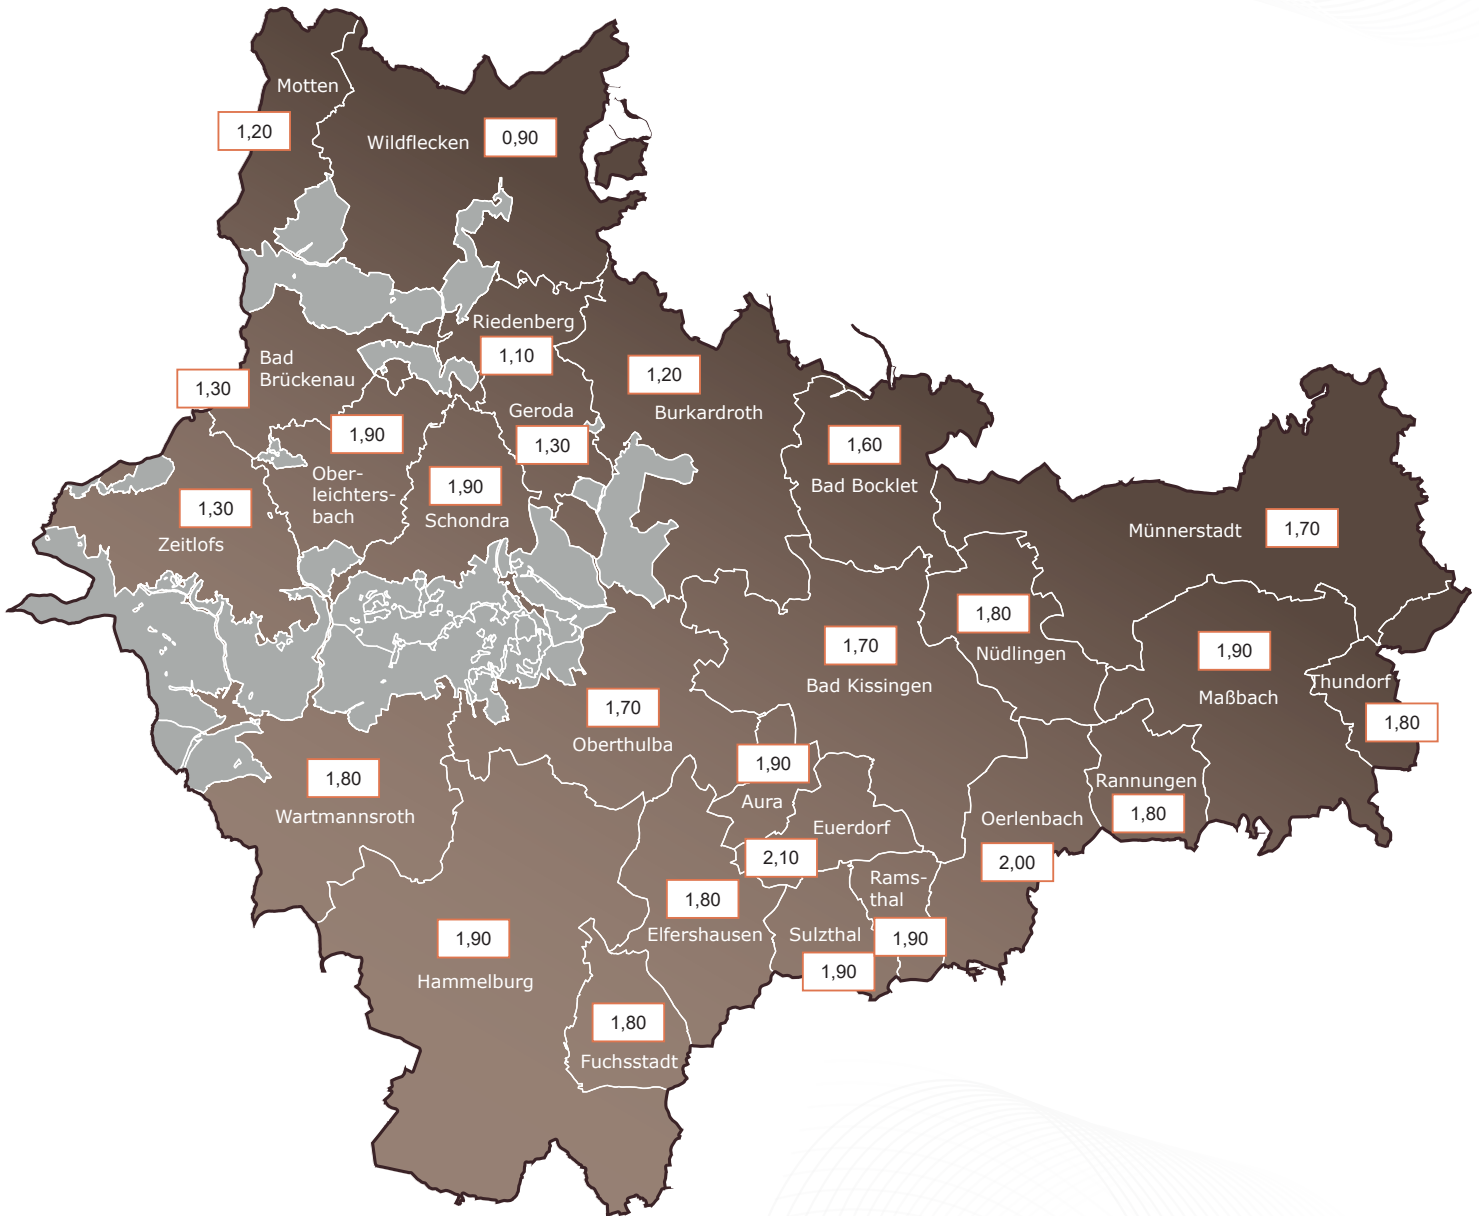 Motten
1,20
Wildflecken
0,90
Riedenberg
1,10
Bad
Brückenau
1,30
1,20
Burkardroth
Geroda
1,30
1,90
Ober-
leichters-
bach
1,90
Schondra
1,60
Bad Bocklet
1,30
Zeitlofs
Münnerstadt
1,70
1,80
Nüdlingen
1,70
Bad Kissingen
1,90
Maßbach
Thundorf
1,80
1,70
Oberthulba
1,90
Aura
1,80
Wartmannsroth
Rannungen
1,80
Euerdorf
2,10
Oerlenbach
2,00
Rams-
thal
1,90
1,80
Elfershausen
Sulzthal
1,90
1,90
Hammelburg
1,80
Fuchsstadt